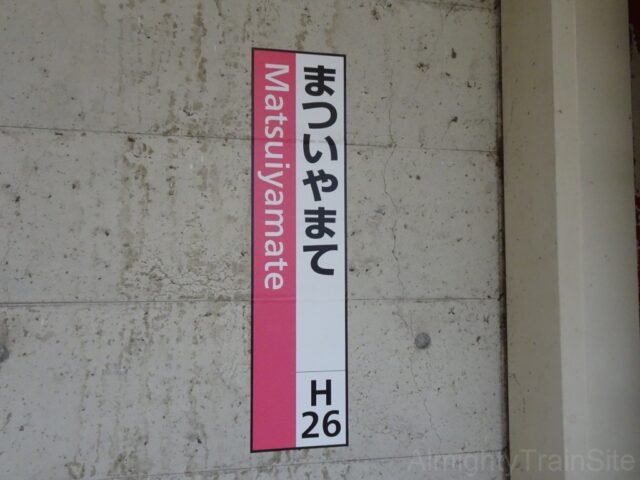 まついやまて
Matsuiyamate
H
26
AlmightyTrainSite